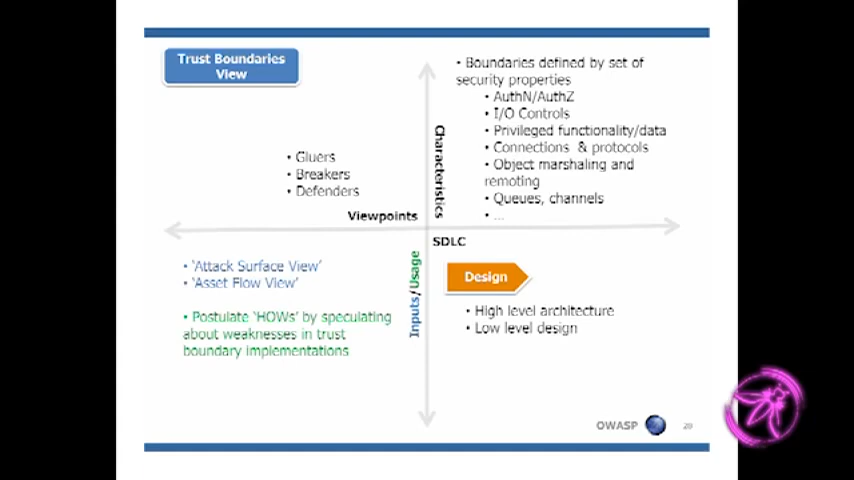 Trust Boundaries
View
• Boundaries defined by set of
security properties
• AuthN/AuthZ
• I/O Controls
• Privileged functionality/data
• Connections & protocols
• Object marshaling and
remoting
• Queues, channels
• ...
Characteristics
• Gluers
• Breakers
• Defenders
Viewpoints
SDLC
• 'Attack Surface View'
• 'Asset Flow View'
• Postulate 'HOWs' by speculating
about weaknesses in trust
boundary implementations
Inputs/Usage
Design
• High level architecture
• Low level design
OWASP
20